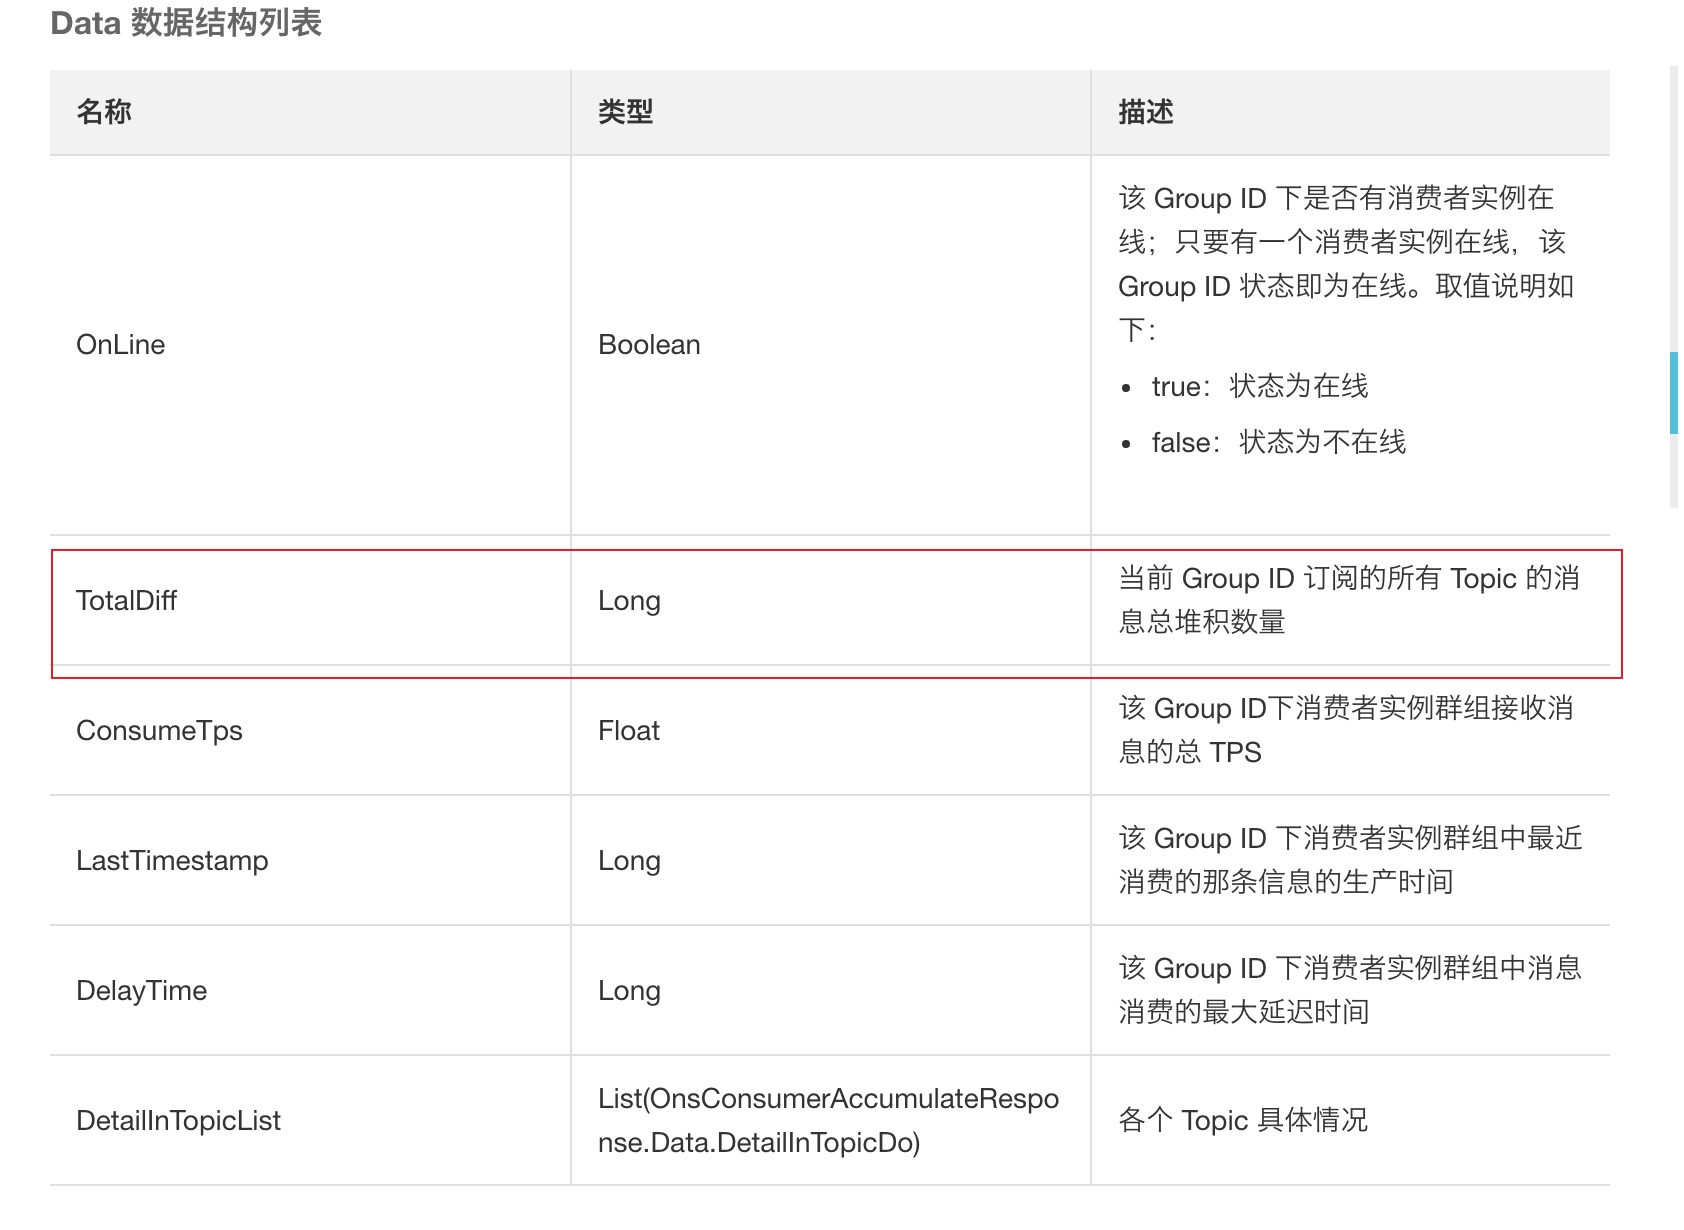 Data 数据结构列表
名称 类型 描述
OnLine Boolean 该 Group ID 下是否有消费者实例在
线；只要有一个消费者实例在线，该
Group ID 状态即为在线。取值说明如
下：
• true：状态为在线
• false：状态为不在线
TotalDiff Long 当前 Group ID 订阅的所有 Topic 的消
息总堆积数量
ConsumeTps Float 该 Group ID下消费者实例群组接收消
息的总 TPS
LastTimestamp Long 该 Group ID 下消费者实例群组中最近
消费的那条信息的生产时间
DelayTime Long 该 Group ID 下消费者实例群组中消息
消费的最大延迟时间
DetailInTopicList List(OnsConsumerAccumulateRespo
nse.Data.DetailInTopicDo) 各个 Topic 具体情况